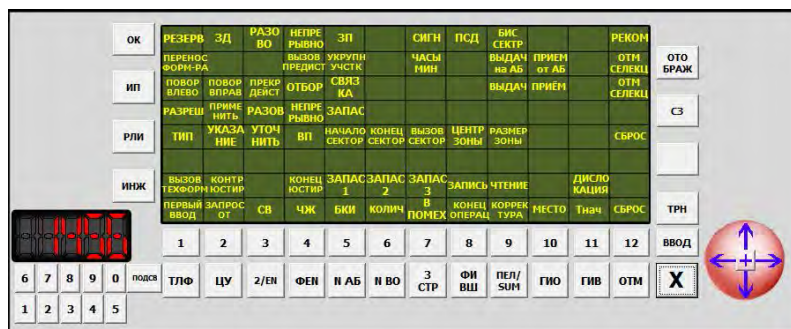 ОК
РЕЗЕРВ ЗД РАЗО ВО НЕПРЕ РЫВНО ЗП СИГН ПСД БИС СЕКТР РЕКОМ
ПЕРЕНОС ФОРМ-РА ВЫЗОВ ПРЕДИСТ УКРУПН УЧСТК ЧАСЫ МИН ВЫДАЧ на АБ ПРИЕМ от АБ ОТМ СЕЛЕКЦ
ОТО БРАЖ
ИП
ПОВОР ВЛЕВО ПОВОР ВПРАВ ПРЕКР ДЕЙСТ ОТБОР СВЯЗ КА ВЫДАЧ ПРИЁМ ОТМ СЕЛЕКЦ
РАЗРЕШ ПРИМЕ НИТЬ РАЗОВ НЕПРЕ РЫВНО ЗАПАС
СЗ
РЛИ
ТИП УКАЗА НИЕ УТОЧ НИТЬ ВП НАЧАЛО СЕКТОР КОНЕЦ СЕКТОР ВЫЗОВ СЕКТОР ЦЕНТР ЗОНЫ РАЗМЕР ЗОНЫ СБРОС
ИНЖ
ВЫЗОВ ТЕХФОРМ КОНТР ЮСТИР КОНЕЦ ЮСТИР ЗАПАС 1 ЗАПАС 2 ЗАПАС 3 ЗАПИСЬ ЧТЕНИЕ ДИСЛО КАЦИЯ
ПЕРВЫЙ ВВОД ЗАПРОС ОТ СВ ЧЖ БКИ КОЛИЧ В ПОМЕХ КОНЕЦ ОПЕРАЦ КОРРЕК ТУРА МЕСТО Тнач СБРОС
ТРН
1 2 3 4 5 6 7 8 9 10 11 12 ВВОД
6 7 8 9 0 подсв
ТЛФ ЦУ 2/EN ФЕN N АБ N ВО 3 СТР ФИ ВШ ПЕЛ/ SUM ГИО ГИВ ОТМ X
1 2 3 4 5